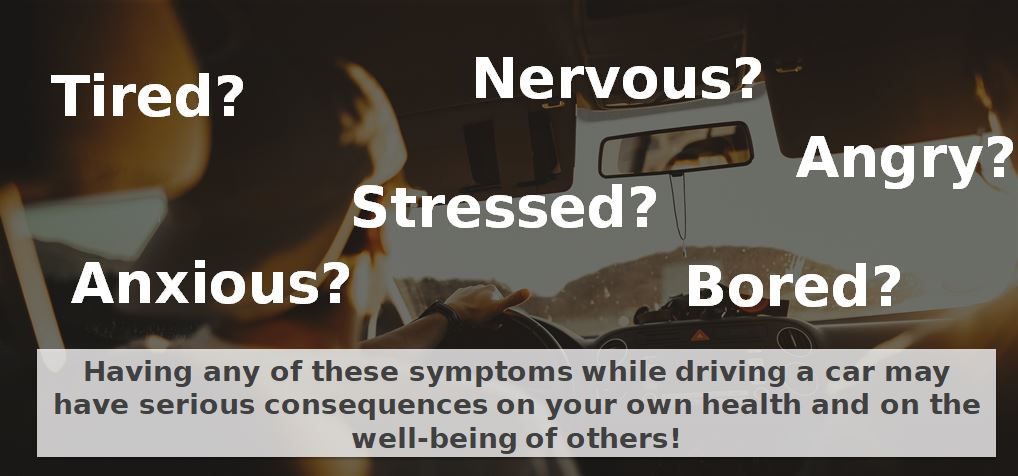 Tired?
Nervous?
Angry?
Stressed?
Anxious?
Bored?
Having any of these symptoms while driving a car may
have serious consequences on your own health and on the
well-being of others!